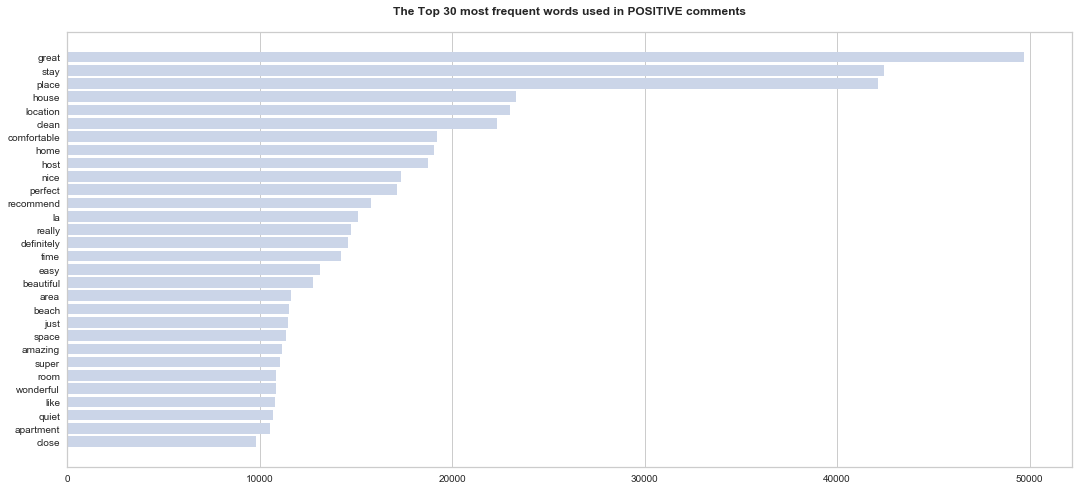 The Top 30 most frequent words used in POSITIVE comments
great
stay
place
house
location
clean
comfortable
home
host
nice
perfect
recommend
la
really
definitely
time
easy
beautiful
area
beach
just
space
amazing
super
room
wonderful
like
quiet
apartment
close
0 10000 20000 30000 40000 50000